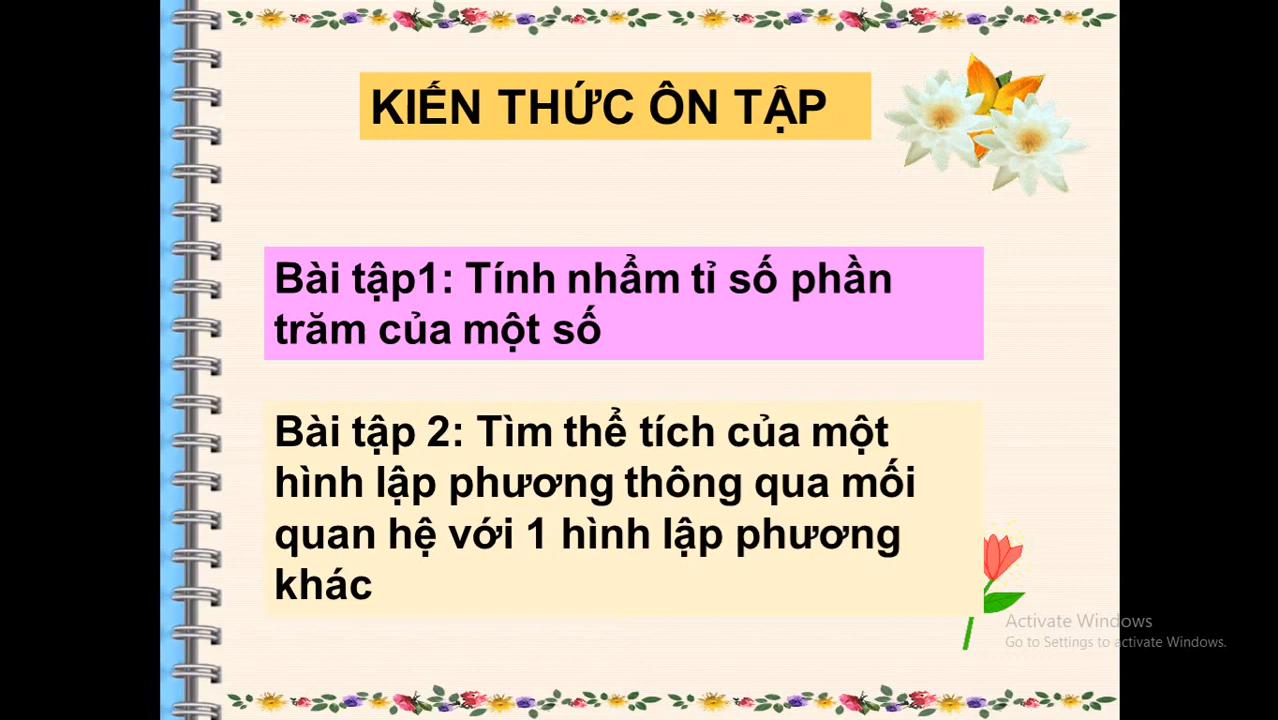 KIẾN THỨC ÔN TẬP
Bài tập1: Tính nhẩm tỉ số phần
trăm của một số
Bài tập 2: Tìm thể tích của một
hình lập phương thông qua mối
quan hệ với 1 hình lập phương
khác
Activate Windows
Go to Settings to activate Windows.